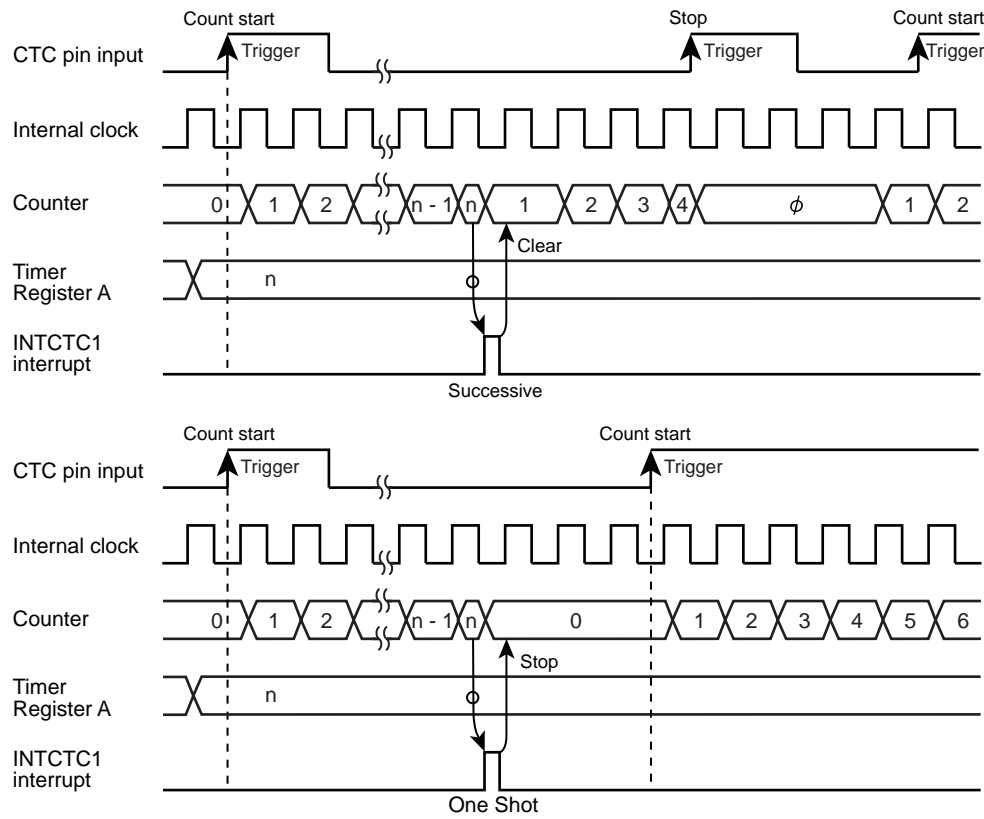 Count start Stop Count start
CTC pin input Trigger Trigger Trigger
Internal clock
Counter 0 1 2 n - 1 n 1 2 3 4 ϕ 1 2
Clear
Timer
Register A n
INTCTC1
interrupt
Successive
Count start Count start
CTC pin input Trigger Trigger
Internal clock
Counter 0 1 2 n - 1 n 0 1 2 3 4 5 6
Stop
Timer
Register A n
INTCTC1
interrupt
One Shot